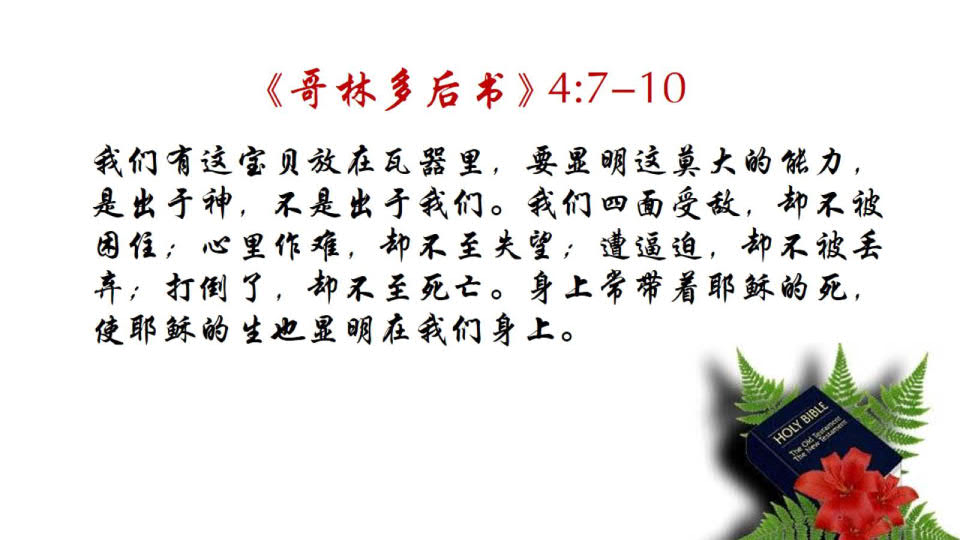 《哥林多后书》4:7-10
我们有这宝贝放在瓦器里，要显明这莫大的能力，
是出于神，不是出于我们。我们四面受敌，却不被
困住；心里作难，却不至失望；遭逼迫，却不被丢
弃；打倒了，却不至死亡。身上常带着耶稣的死，
使耶稣的生也显明在我们身上。
HOLY BIBLE
The Old Testament
The New Testament